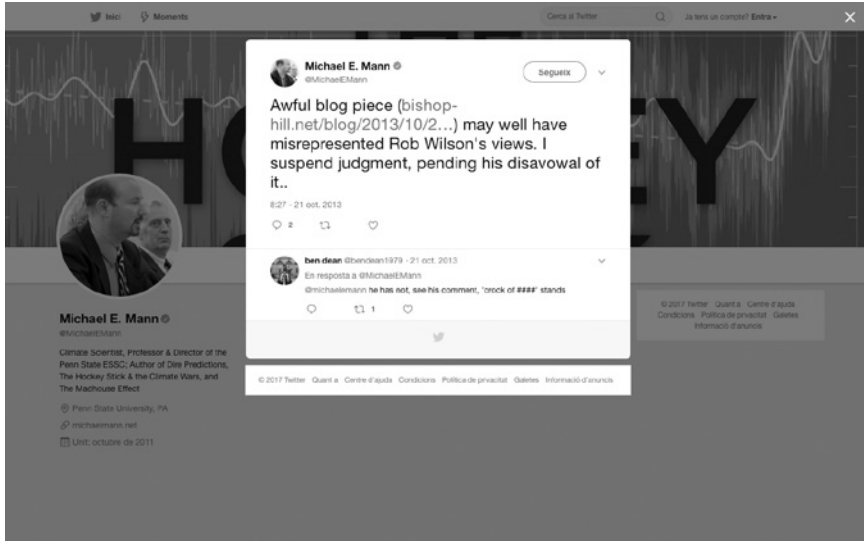 Inici Moments Cerca al Twitter Ja tens un compte? Entra
HO EY
Michael E. Mann
@MichaelEMann
Segueix
Awful blog piece (bishop-
hill.net/blog/2013/10/2...) may well have
misrepresented Rob Wilson's views. I
suspend judgment, pending his disavowal of
it..
8:27 - 21 oct. 2013
2
ben dean @bendean1979 · 21 oct. 2013
En resposta a @MichaelEMann
@michaelemann he has not, see his comment, "crock of ####" stands
1
© 2017 Twitter Quant a Centre d'ajuda Condicions Política de privacitat Galetes Informació d'anuncis
Michael E. Mann
@MichaelEMann
Climate Scientist, Professor & Director of the
Penn State ESSC; Author of Dire Predictions,
The Hockey Stick & the Climate Wars, and
The Madhouse Effect
Penn State University, PA
michaelmann.net
Unit: octubre de 2011
© 2017 Twitter Quant a Centre d'ajuda
Condicions Política de privacitat Galetes
Informació d'anuncis